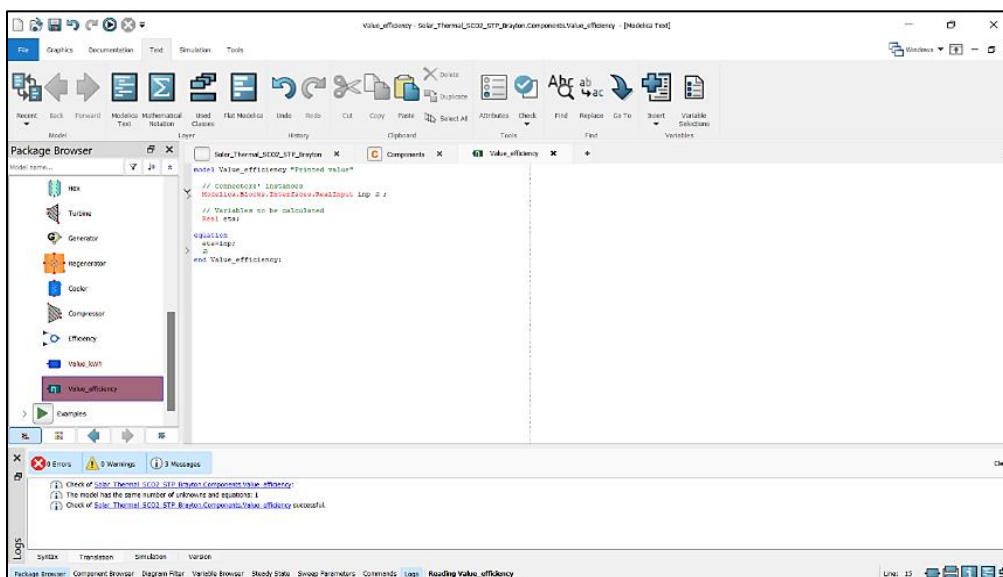 Value_efficiency - Solar_Thermal_SCO2_STP_Brayton.Components.Value_efficiency - [Modelica Text]
File Graphics Documentation Text Simulation Tools Windows
Recent Back Forward Modelica Text Mathematical Notation Used Classes Flat Modelica Undo Redo Cut Copy Paste Delete Duplicate Select All Attributes Check Find Replace Go To Insert Variable Selections
Model Layer History Clipboard Tools Find Variables
Package Browser
Solar_Thermal_SCO2_STP_Brayton
C Components
Value_efficiency
Model name...
Hex
Turbine
Generator
Regenerator
Cooler
Compressor
Efficiency
Value_kWh
Value_efficiency
Examples
model Value_efficiency "Printed value"
// Connectors' instances
Modelica.Blocks.Interfaces.RealInput inp
// Variables to be calculated
Real eta;
equation
eta=inp;
end Value_efficiency;
0 Errors 0 Warnings 3 Messages
Check of Solar_Thermal_SCO2_STP_Brayton.Components.Value_efficiency:
The model has the same number of unknowns and equations: 1
Check of Solar_Thermal_SCO2_STP_Brayton.Components.Value_efficiency successful.
Logs
Syntax Translation Simulation Version
Package Browser Component Browser Diagram Filter Variable Browser Steady State Sweep Parameters Commands Logs Reading Value_efficiency Line: 15